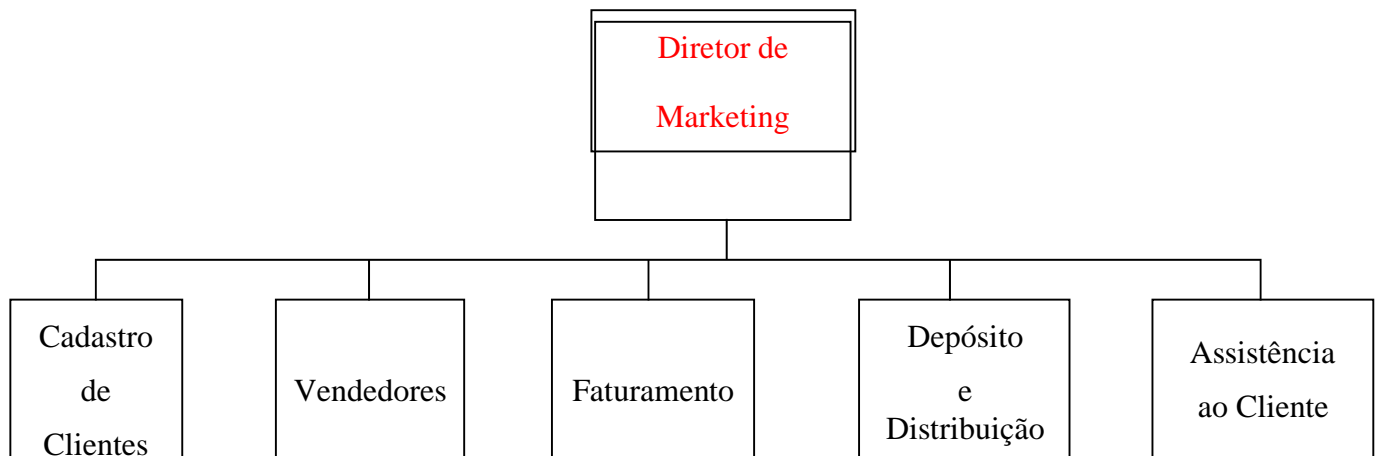 Diretor de
Marketing
Cadastro
de
Clientes
Vendedores
Faturamento
Depósito
e
Distribuição
Assistência
ao Cliente